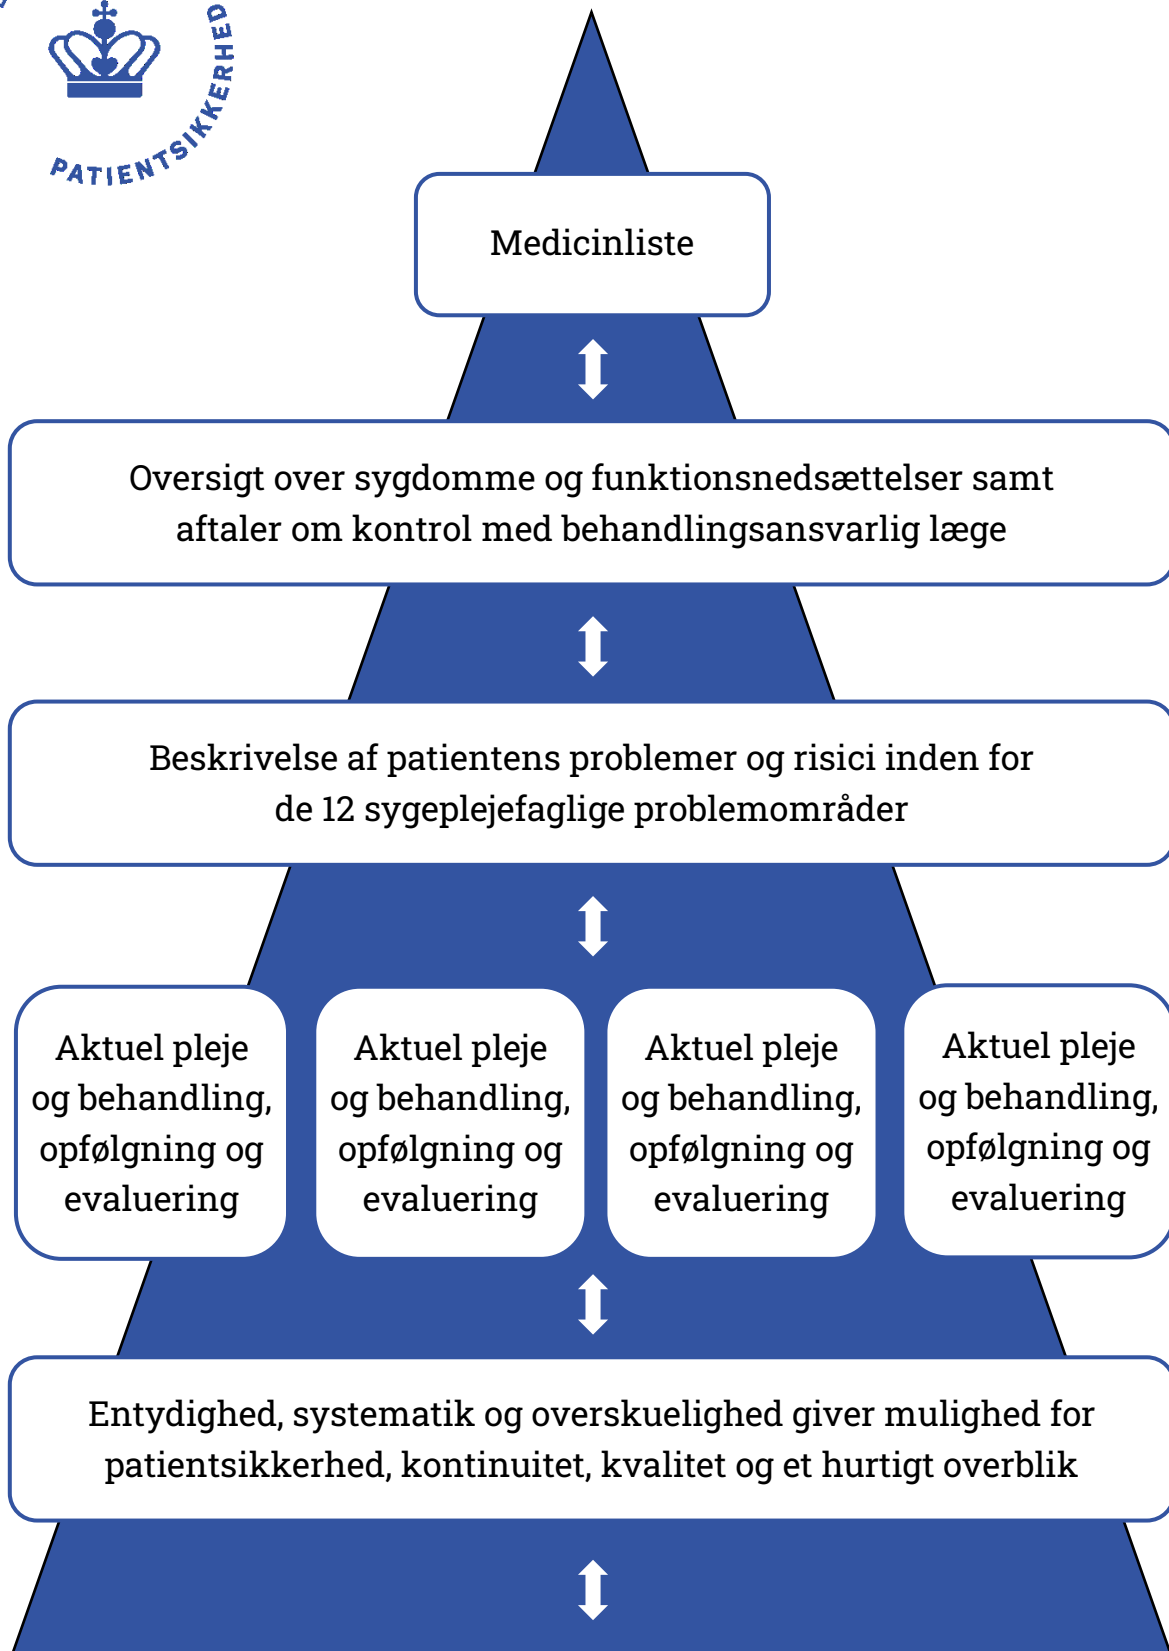 PATIENTSIKKERHED
Medicinliste
Oversigt over sygdomme og funktionsnedsættelser samt
aftaler om kontrol med behandlingsansvarlig læge
Beskrivelse af patientens problemer og risici inden for
de 12 sygeplejefaglige problemområder
Aktuel pleje
og behandling,
opfølgning og
evaluering
Aktuel pleje
og behandling,
opfølgning og
evaluering
Aktuel pleje
og behandling,
opfølgning og
evaluering
Aktuel pleje
og behandling,
opfølgning og
evaluering
Entydighed, systematik og overskuelighed giver mulighed for
patientsikkerhed, kontinuitet, kvalitet og et hurtigt overblik